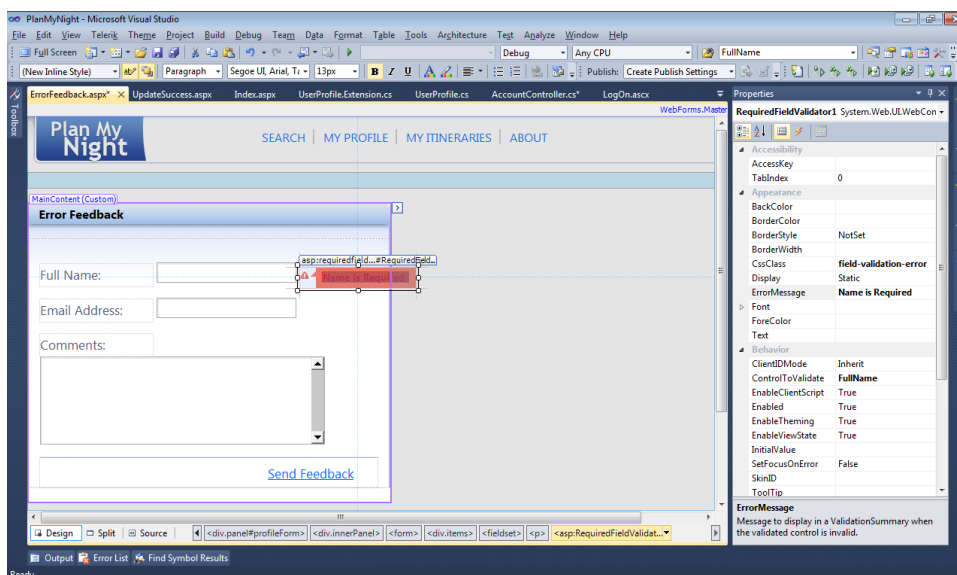 PlanMyNight - Microsoft Visual Studio
File Edit View Telerik Theme Project Build Debug Team Data Format Table Tools Architecture Test Analyze Window Help
Full Screen Debug Any CPU FullName
(New Inline Style) Paragraph Segoe UI, Arial, Ta 13px B I U A Publish: Create Publish Settings
Toolbox
ErrorFeedback.aspx* UpdateSuccess.aspx Index.aspx UserProfile.Extension.cs UserProfile.cs AccountController.cs* LogOn.ascx
WebForms.Master
Plan My
Night
SEARCH | MY PROFILE | MY ITINERARIES | ABOUT
MainContent (Custom)
Error Feedback
asp:requiredfield...#RequiredField...
Full Name:
Name is Required
Email Address:
Comments:
Send Feedback
Design Split Source <div.panel#profileForm> <div.innerPanel> <form> <div.items> <fieldset> <p> <asp:RequiredFieldValidat...
Properties
RequiredFieldValidator1 System.Web.UI.WebCon
Accessibility
AccessKey
TabIndex 0
Appearance
BackColor
BorderColor
BorderStyle NotSet
BorderWidth
CssClass field-validation-error
Display Static
ErrorMessage Name is Required
Font
ForeColor
Text
Behavior
ClientIDMode Inherit
ControlToValidate FullName
EnableClientScript True
Enabled True
EnableTheming True
EnableViewState True
InitialValue
SetFocusOnError False
SkinID
ToolTip
ErrorMessage
Message to display in a ValidationSummary when
the validated control is invalid.
Output Error List Find Symbol Results
Ready